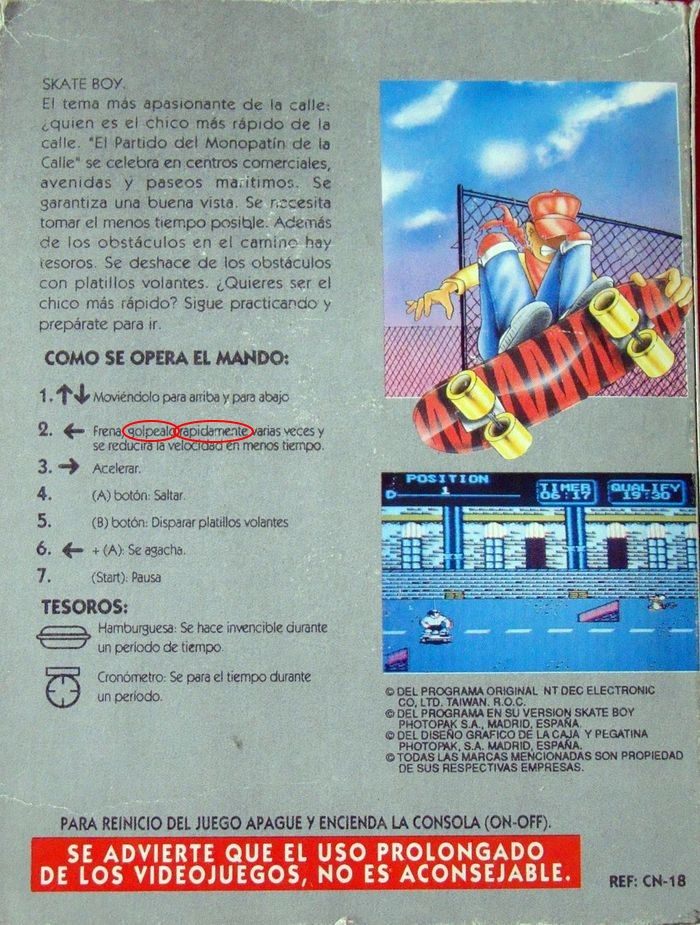 SKATE BOY.
El tema más apasionante de la calle:
¿quien es el chico más rápido de la
calle. "El Partido del Monopatín de la
Calle" se celebra en centros comerciales,
avenidas y paseos marítimos. Se
garantiza una buena vista. Se necesita
tomar el menos tiempo posible. Además
de los obstáculos en el camino hay
tesoros. Se deshace de los obstáculos
con platillos volantes. ¿Quieres ser el
chico más rápido? Sigue practicando y
prepárate para ir.
COMO SE OPERA EL MANDO:
1. ↑↓ Moviéndolo para arriba y para abajo
2. ← Frena, golpealo rapidamente varias veces y
se reducira la velocidad en menos tiempo.
3. → Acelerar.
4. (A) botón: Saltar.
5. (B) botón: Disparar platillos volantes
6. ← + (A): Se agacha.
7. (Start): Pausa
TESOROS:
Hamburguesa: Se hace invencible durante
un período de tiempo.
Cronómetro: Se para el tiempo durante
un período.
POSITION
1
TIMER
06:17
QUALIFY
19:30
© DEL PROGRAMA ORIGINAL NT DEC ELECTRONIC
CO, LTD. TAIWAN. R.O.C.
© DEL PROGRAMA EN SU VERSION SKATE BOY
PHOTOPAK S.A., MADRID, ESPAÑA.
© DEL DISEÑO GRAFICO DE LA CAJA Y PEGATINA
PHOTOPAK, S.A. MADRID, ESPAÑA.
© TODAS LAS MARCAS MENCIONADAS SON PROPIEDAD
DE SUS RESPECTIVAS EMPRESAS.
PARA REINICIO DEL JUEGO APAGUE Y ENCIENDA LA CONSOLA (ON-OFF).
SE ADVIERTE QUE EL USO PROLONGADO
DE LOS VIDEOJUEGOS, NO ES ACONSEJABLE.
REF: CN-18